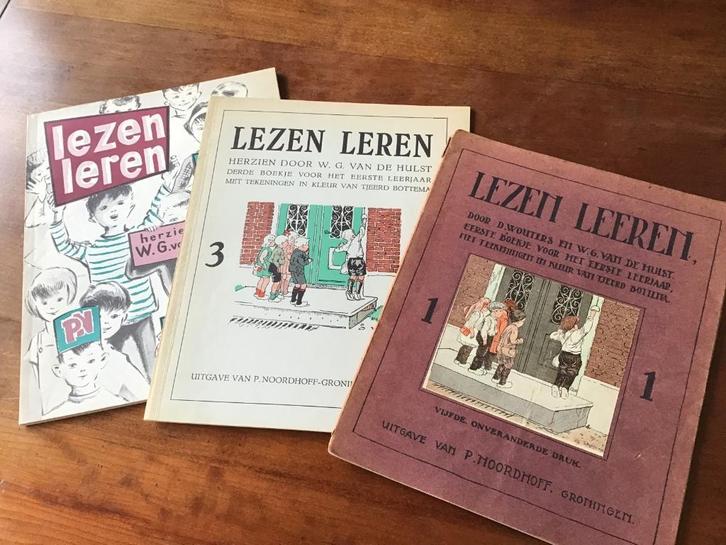 lezen
leren
herzie
W.G.v
P.N
LEZEN LEREN
HERZIEN DOOR W. G. VAN DE HULST
DERDE BOEKJE VOOR HET EERSTE LEERJAAR
MET TEKENINGEN IN KLEUR VAN TJEERD BOTTEMA
3
UITGAVE VAN P. NOORDHOFF-GRONIN
LEZEN LEEREN,
DOOR D. WOUTERS EN W. G. VAN DE HULST.
EERSTE BOEKJE VOOR HET EERSTE LEERJAAR.
MET TEEKENINGEN IN KLEUR VAN TJEERD BOTTEMA.
1
1
VIJFDE, ONVERANDERDE DRUK.
UITGAVE VAN P. NOORDHOFF, GRONINGEN.